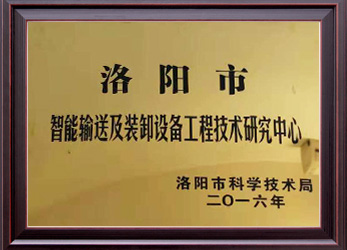 洛阳市
智能输送及装卸设备工程技术研究中心
洛阳市科学技术局
二〇一六年